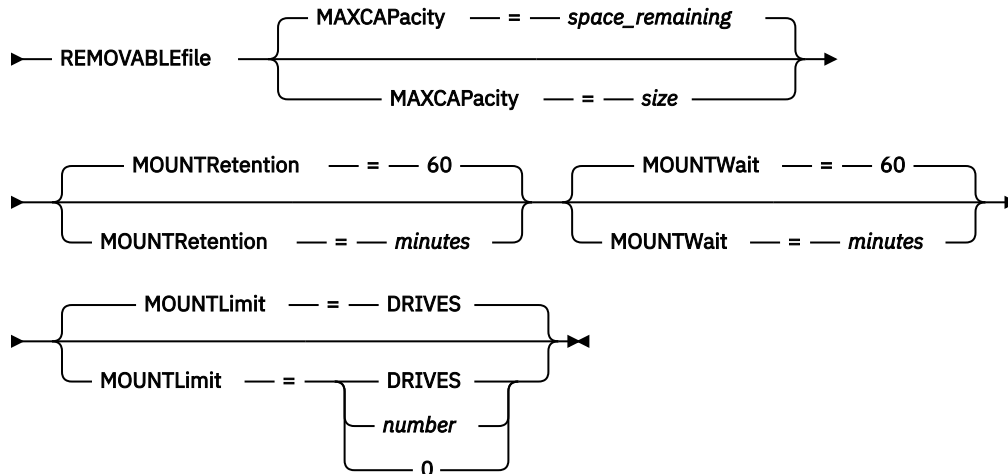 MAXCAPacity = space_remaining
REMOVABLEfile
MAXCAPacity = size
MOUNTRetention = 60 MOUNTWait = 60
MOUNTRetention = minutes MOUNTWait = minutes
MOUNTLimit = DRIVES
MOUNTLimit = DRIVES
number
0